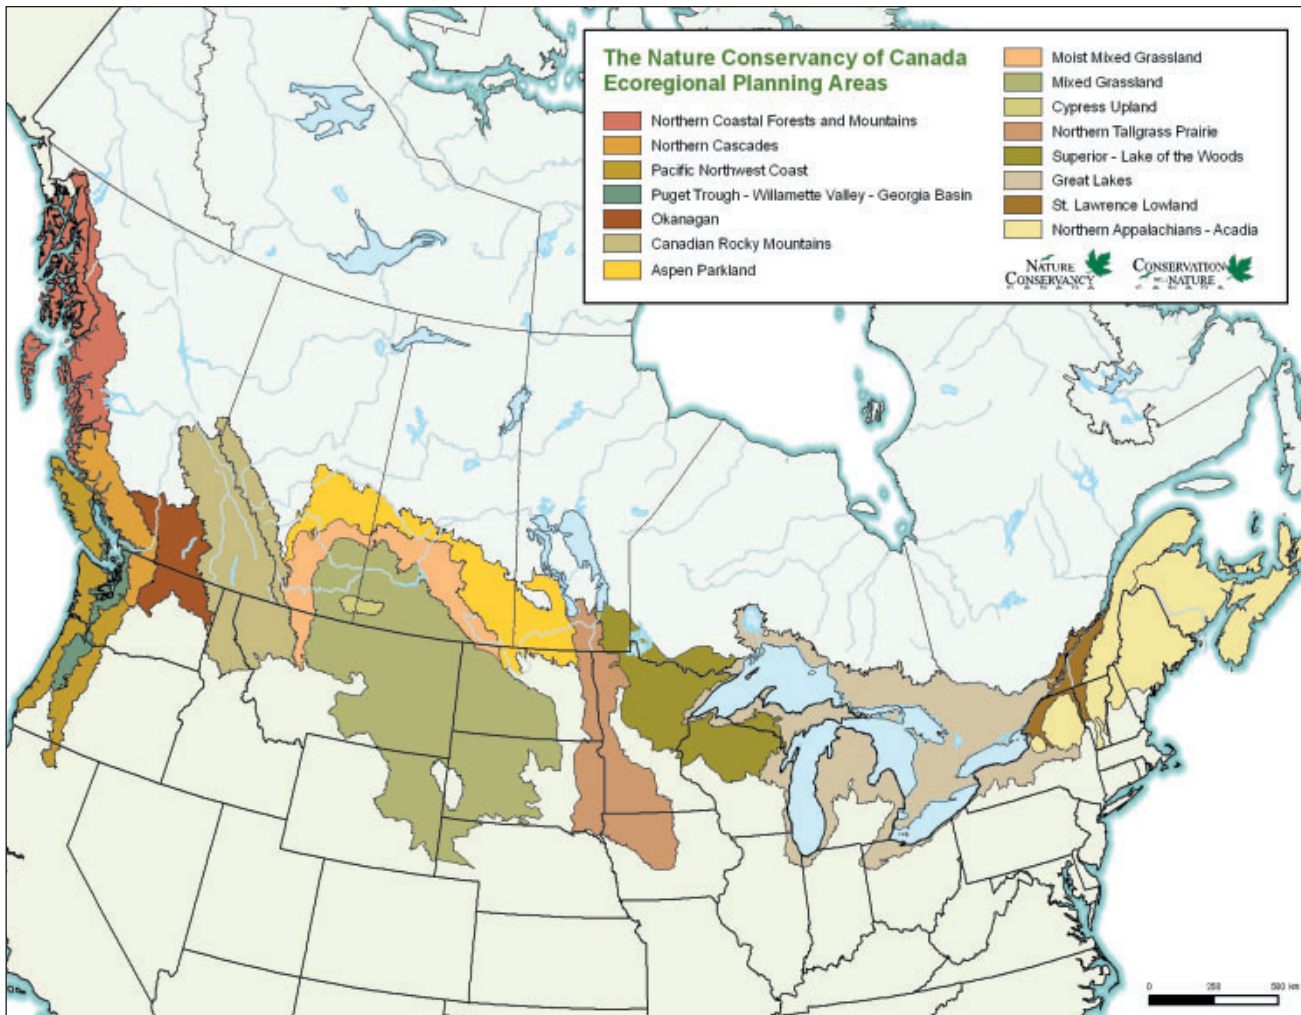 The Nature Conservancy of Canada
Ecoregional Planning Areas
Northern Coastal Forests and Mountains
Northern Cascades
Pacific Northwest Coast
Puget Trough - Willamette Valley - Georgia Basin
Okanagan
Canadian Rocky Mountains
Aspen Parkland
Moist Mixed Grassland
Mixed Grassland
Cypress Upland
Northern Tallgrass Prairie
Superior - Lake of the Woods
Great Lakes
St. Lawrence Lowland
Northern Appalachians - Acadia
NATURE
CONSERVANCY
CONSERVATION
NATURE
0 250 500 km